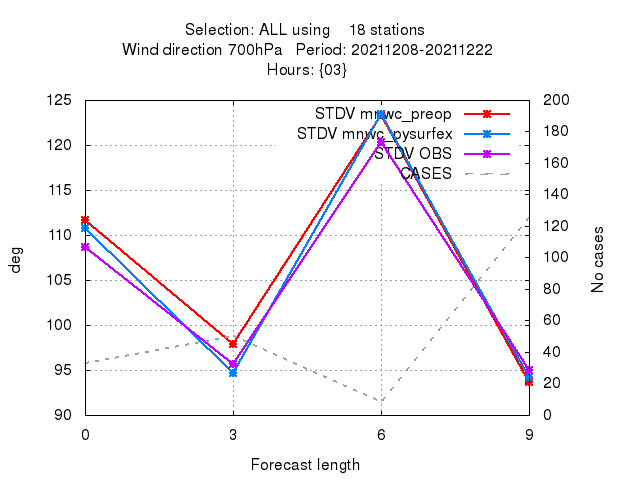 Selection: ALL using 18 stations
Wind direction 700hPa Period: 20211208-20211222
Hours: {03}
125
120
115
110
105
100
95
90
deg
200
180
160
140
120
100
80
60
40
20
0
No cases
STDV mnwc_preop
STDV mnwc_pysurfex
STDV OBS
CASES
0 3 6 9
Forecast length